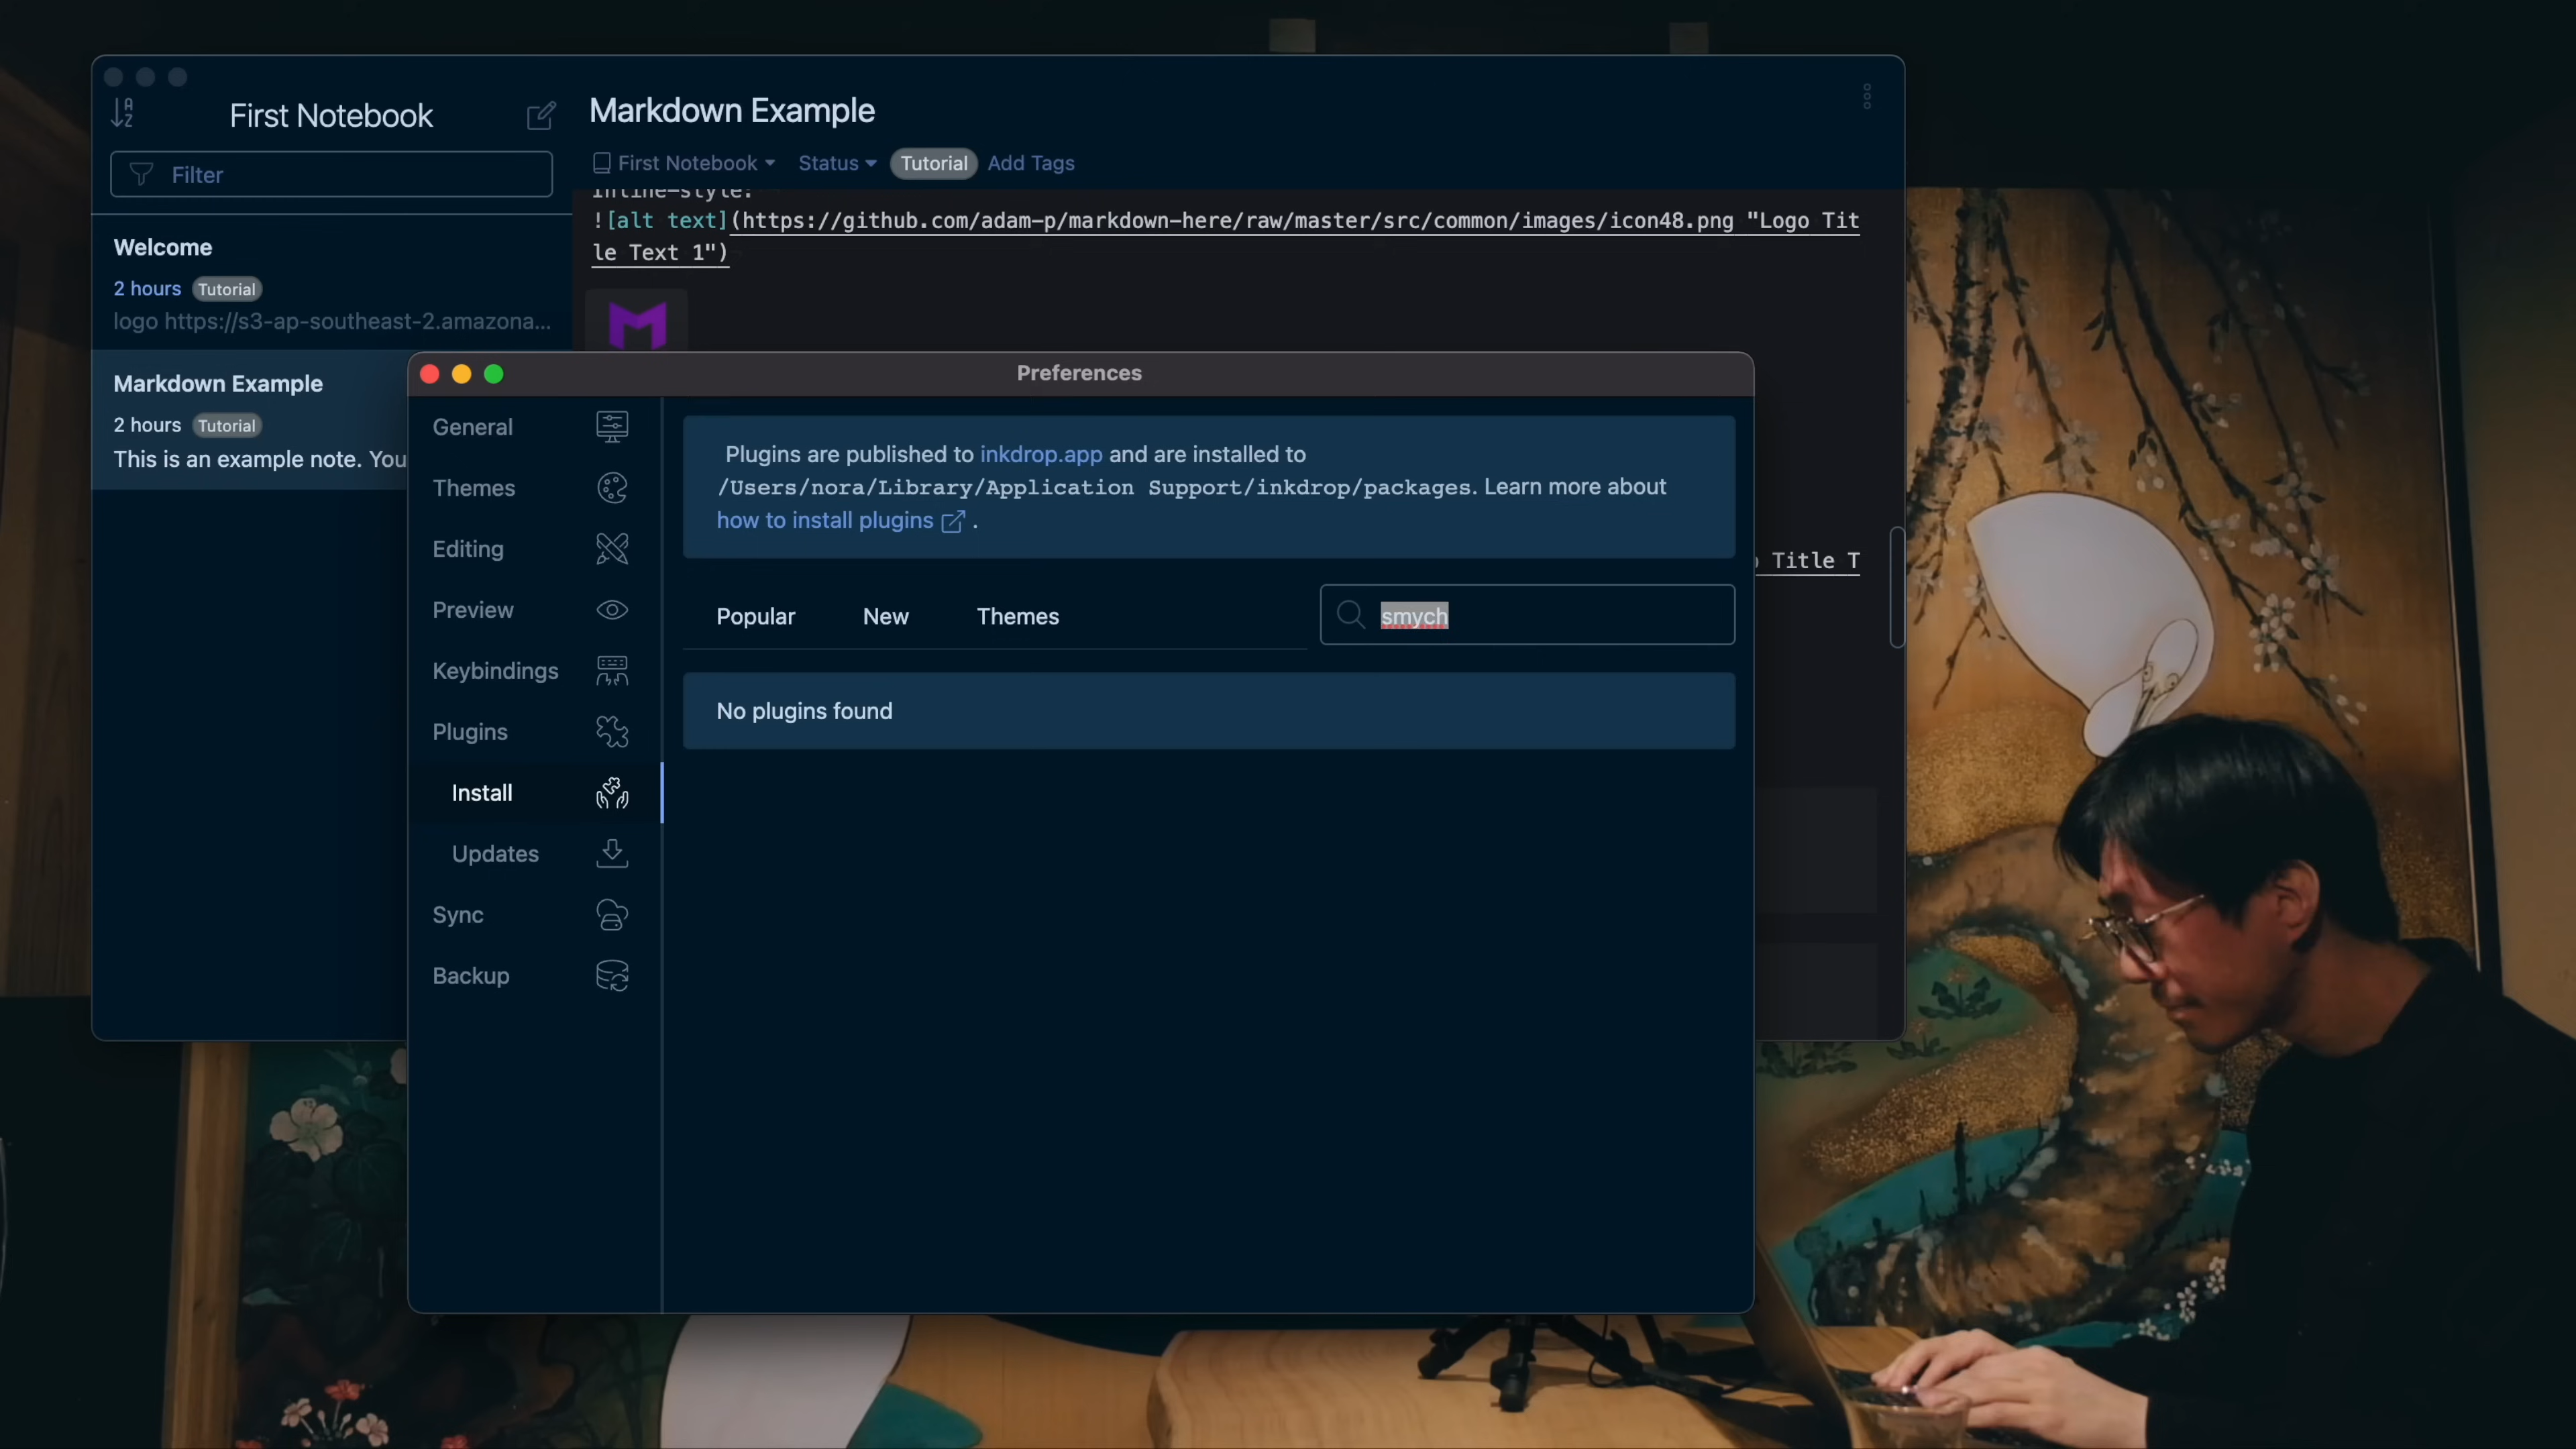 First Notebook
Filter
Welcome
2 hours Tutorial
logo https://s3-ap-southeast-2.amazona...
Markdown Example
2 hours Tutorial
This is an example note. You
Markdown Example
First Notebook Status Tutorial Add Tags
Inline-style:
![alt text](https://github.com/adam-p/markdown-here/raw/master/src/common/images/icon48.png "Logo Tit
le Text 1")
Title T
Preferences
General
Themes
Editing
Preview
Keybindings
Plugins
Install
Updates
Sync
Backup
Plugins are published to inkdrop.app and are installed to
/Users/nora/Library/Application Support/inkdrop/packages. Learn more about
how to install plugins .
Popular New Themes
smych
No plugins found